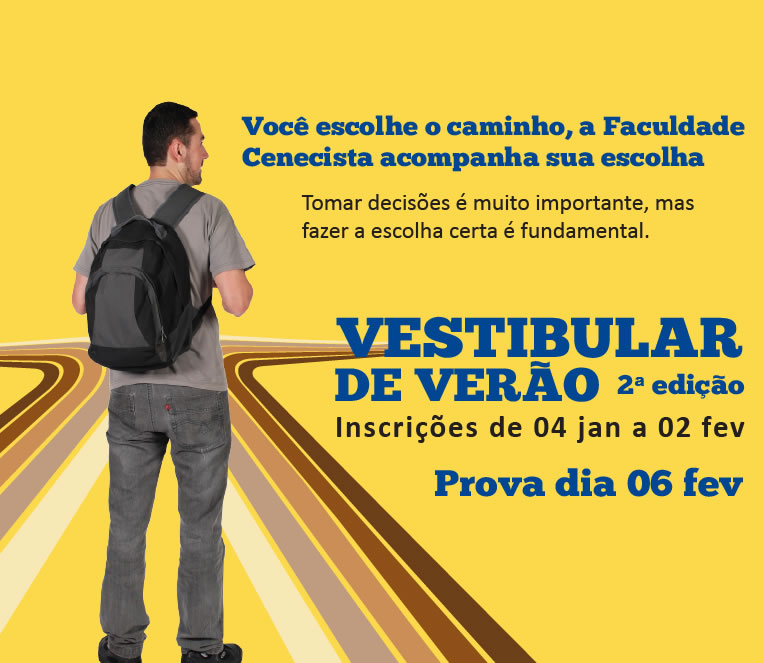 Você escolhe o caminho, a Faculdade
Cenecista acompanha sua escolha
Tomar decisões é muito importante, mas
fazer a escolha certa é fundamental.
VESTIBULAR
DE VERÃO 2ª edição
Inscrições de 04 jan a 02 fev
Prova dia 06 fev